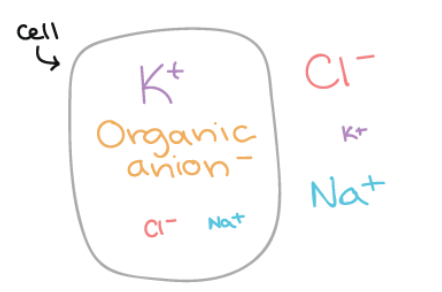 cell
K+
Organic
anion−
Cl− Na+
Cl−
K+
Na+